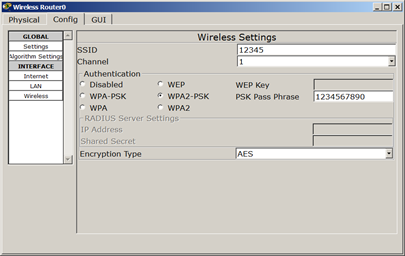 Wireless Router0
Physical Config GUI
GLOBAL
Settings
Algorithm Settings
INTERFACE
Internet
LAN
Wireless
Wireless Settings
SSID 12345
Channel 1
Authentication
Disabled WEP WEP Key
WPA-PSK WPA2-PSK PSK Pass Phrase 1234567890
WPA WPA2
RADIUS Server Settings
IP Address
Shared Secret
Encryption Type AES